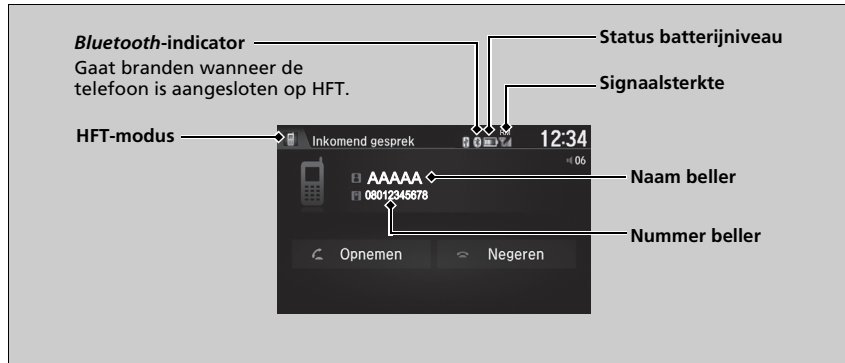 Bluetooth-indicator
Gaat branden wanneer de
telefoon is aangesloten op HFT.
HFT-modus
Status batterijniveau
Signaalsterkte
Inkomend gesprek
12:34
06
AAAAA
08012345678
Naam beller
Nummer beller
Opnemen
Negeren